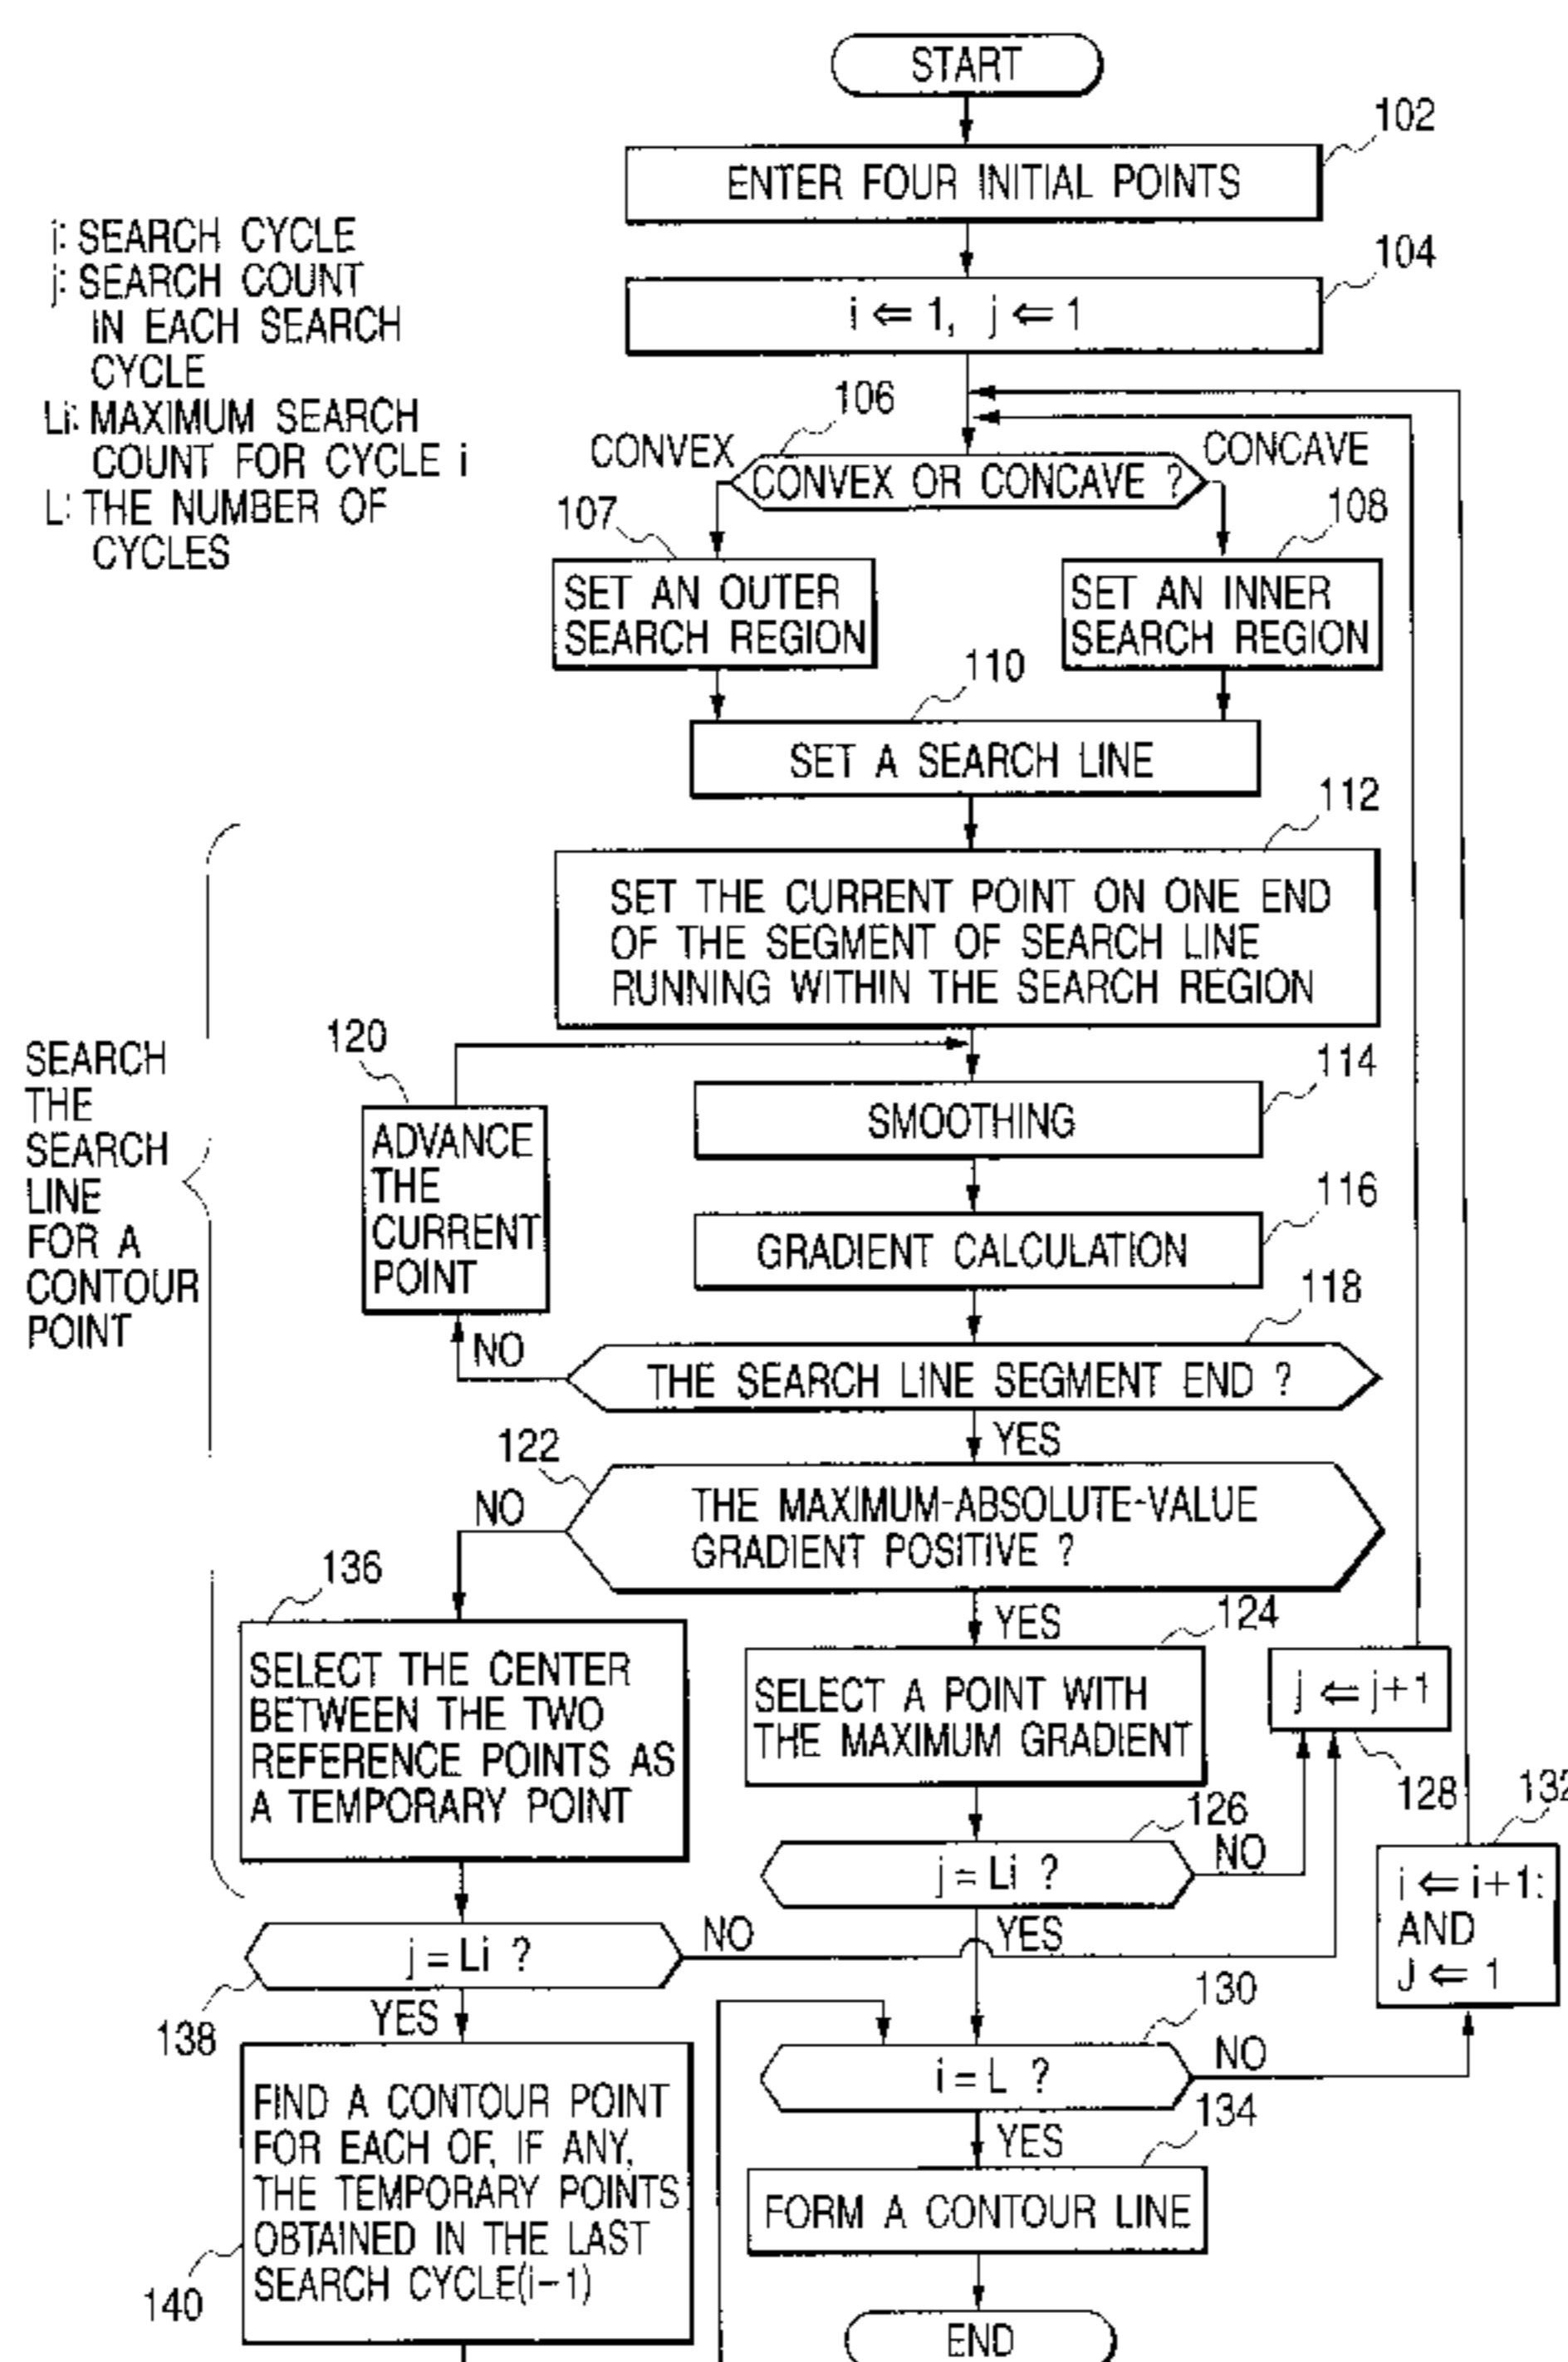 START
102
ENTER FOUR INITIAL POINTS
i: SEARCH CYCLE
j: SEARCH COUNT
IN EACH SEARCH
CYCLE
Li: MAXIMUM SEARCH
COUNT FOR CYCLE i
L: THE NUMBER OF
CYCLES
104
i ⇐ 1, j ⇐ 1
106
CONVEX
CONVEX OR CONCAVE ?
CONCAVE
107
SET AN OUTER
SEARCH REGION
108
SET AN INNER
SEARCH REGION
110
SET A SEARCH LINE
112
SET THE CURRENT POINT ON ONE END
OF THE SEGMENT OF SEARCH LINE
RUNNING WITHIN THE SEARCH REGION
SEARCH
THE
SEARCH
LINE
FOR A
CONTOUR
POINT
120
ADVANCE
THE
CURRENT
POINT
114
SMOOTHING
116
GRADIENT CALCULATION
118
NO
THE SEARCH LINE SEGMENT END ?
YES
122
NO
THE MAXIMUM-ABSOLUTE-VALUE
GRADIENT POSITIVE ?
YES
136
SELECT THE CENTER
BETWEEN THE TWO
REFERENCE POINTS AS
A TEMPORARY POINT
124
SELECT A POINT WITH
THE MAXIMUM GRADIENT
j ⇐ j+1
128
132
i ⇐ i+1:
AND
J ⇐ 1
126
j = Li ?
NO
YES
j = Li ?
NO
138
YES
130
i = L ?
NO
YES
134
FORM A CONTOUR LINE
140
FIND A CONTOUR POINT
FOR EACH OF, IF ANY,
THE TEMPORARY POINTS
OBTAINED IN THE LAST
SEARCH CYCLE(i-1)
END